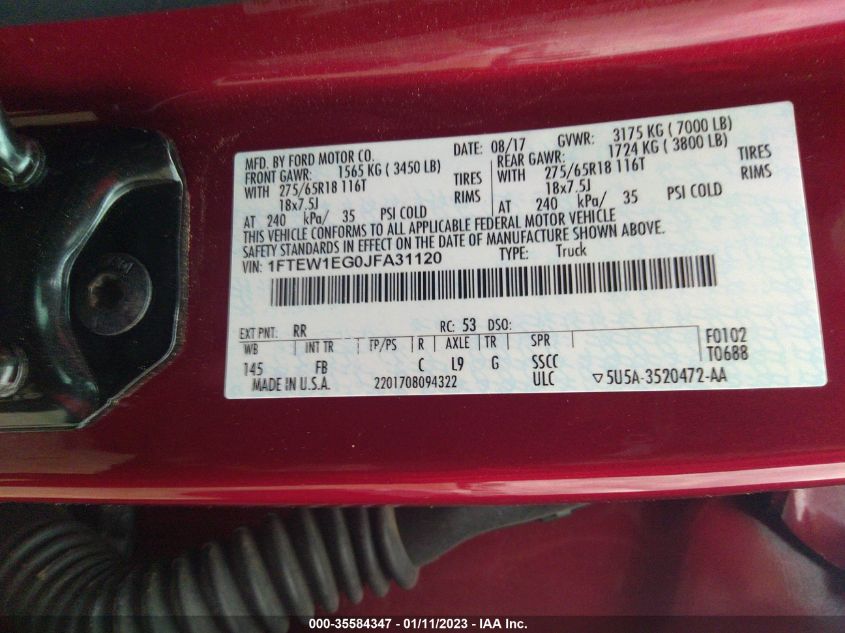 MFD. BY FORD MOTOR CO. DATE: 08/17 GVWR: 3175 KG ( 7000 LB)
FRONT GAWR: 1565 KG ( 3450 LB) REAR GAWR: 1724 KG ( 3800 LB)
WITH 275/65R18 116T TIRES WITH 275/65R18 116T TIRES
18x7.5J RIMS 18x7.5J RIMS
AT 240 kPa/ 35 PSI COLD AT 240 kPa/ 35 PSI COLD
THIS VEHICLE CONFORMS TO ALL APPLICABLE FEDERAL MOTOR VEHICLE
SAFETY STANDARDS IN EFFECT ON THE DATE OF MANUFACTURE SHOWN ABOVE.
VIN: 1FTEW1EG0JFA31120 TYPE: Truck
EXT PNT: RR RC: 53 DSO: F0102
WB INT TR TP/PS R AXLE TR SPR T0688
145 FB C L9 G SSCC
MADE IN U.S.A. 2201708094322 ULC ▽5U5A-3520472-AA
000-35584347 - 01/11/2023 - IAA Inc.